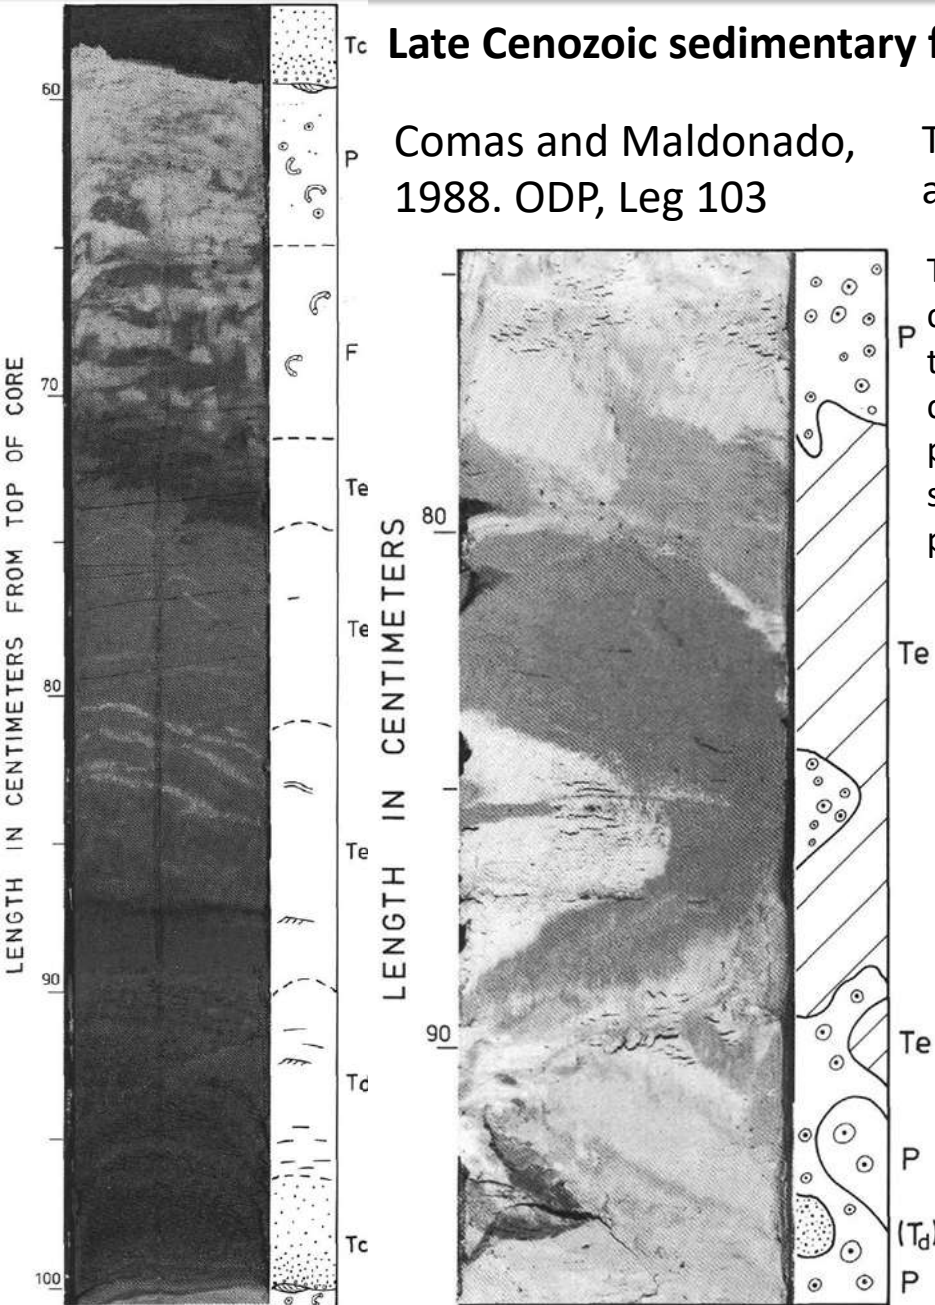 Late Cenozoic sedimentary f
Comas and Maldonado,
1988. ODP, Leg 103
T
a
T
c
t
c
p
s
p
LENGTH IN CENTIMETERS FROM TOP OF CORE
60
70
80
90
100
Tc
P
F
Te
Te
Te
Td
Tc
LENGTH IN CENTIMETERS
80
90
P
Te
Te
P
(Td)
P